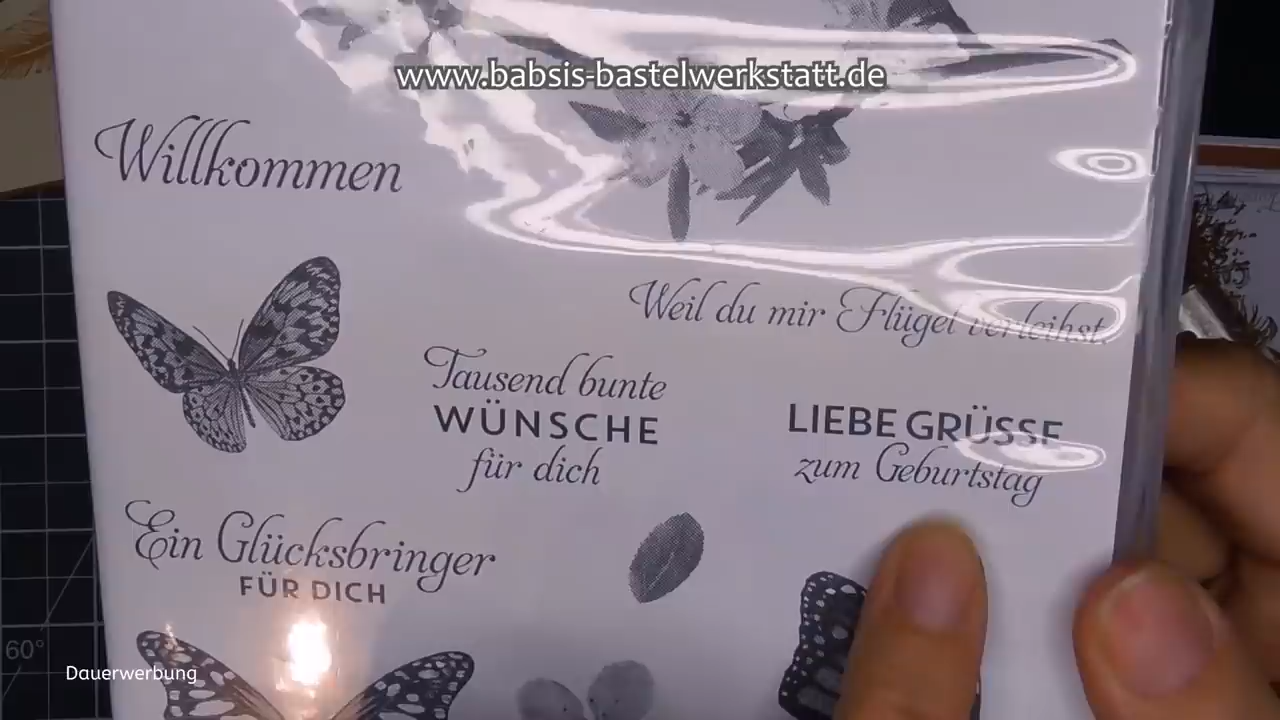 www.babsis-bastelwerkstatt.de
Willkommen
Weil du mir Flügel verleihst.
Tausend bunte
WÜNSCHE
für dich
LIEBE GRÜSSE
zum Geburtstag
Ein Glücksbringer
FÜR DICH
60°
Dauerwerbung